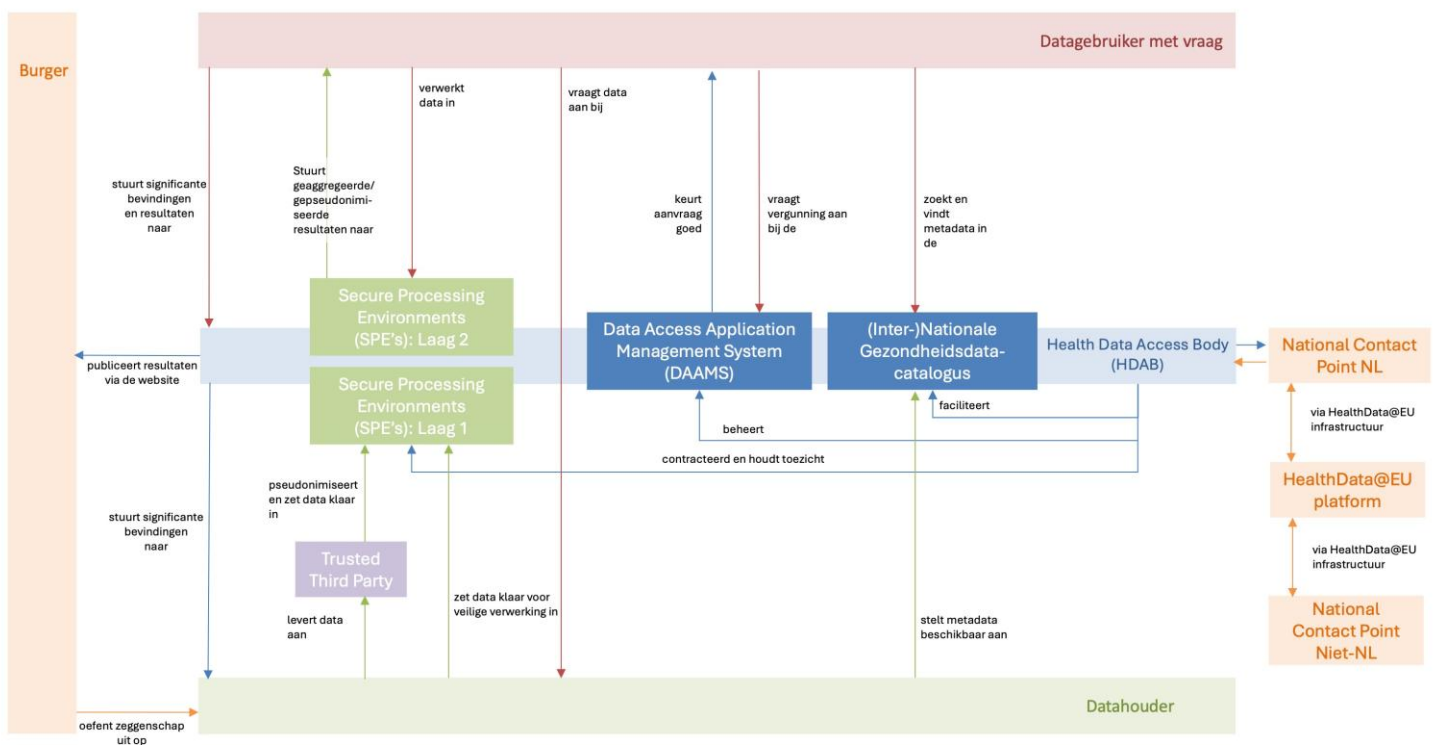 Burger
Datagebruiker met vraag
verwerkt
data in
vraagt data
aan bij
stuurt significante
bevindingen
en resultaten
naar
Stuurt
geaggregeerde/
gepseudonimi-
seerde
resultaten naar
keurt
aanvraag
goed
vraagt
vergunning aan
bij de
zoekt en
vindt
metadata in
de
Secure Processing
Environments
(SPE's): Laag 2
Data Access Application
Management System
(DAAMS)
(Inter-)Nationale
Gezondheidsdata-
catalogus
Health Data Access Body
(HDAB)
National Contact
Point NL
publiceert resultaten
via de website
Secure Processing
Environments
(SPE's): Laag 1
faciliteert
beheert
contracteerd en houdt toezicht
via HealthData@EU
infrastructuur
pseudonimiseert
en zet data klaar
in
HealthData@EU
platform
stuurt significante
bevindingen
naar
Trusted
Third Party
via HealthData@EU
infrastructuur
levert data
aan
zet data klaar voor
veilige verwerking in
stelt metadata
beschikbaar aan
National
Contact Point
Niet-NL
Datahouder
oefent zeggenschap
uit op